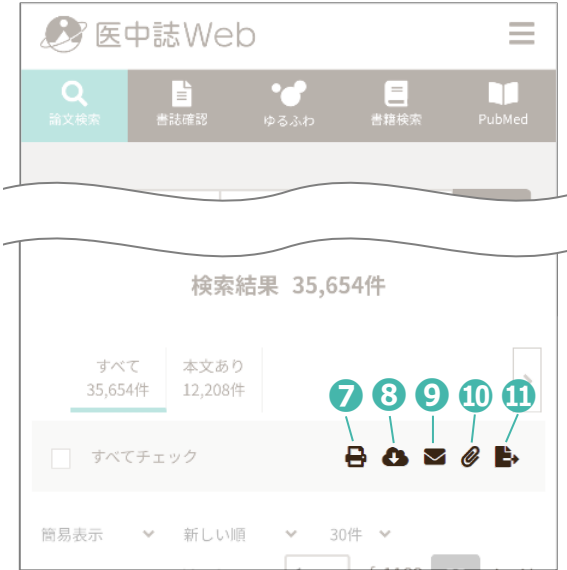 医中誌Web
論文検索 書誌確認 ゆるふわ 書籍検索 PubMed
検索結果 35,654件
すべて 本文あり
35,654件 12,208件
7 8 9 10 11
すべてチェック
簡易表示 新しい順 30件